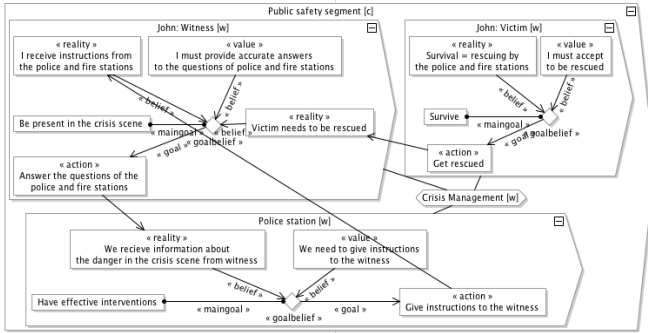 Public safety segment [c]
John: Witness [w]
« reality »
I receive instructions from
the police and fire stations
« value »
I must provide accurate answers
to the questions of police and fire stations
« belief »
« belief »
Be present in the crisis scene
« maingoal »
« belief »
« goalbelief »
« goal »
« reality »
Victim needs to be rescued
« action »
Answer the questions of the
police and fire stations
John: Victim [w]
« reality »
Survival = rescuing by
the police and fire stations
« value »
I must accept
to be rescued
« belief »
« belief »
Survive
« maingoal »
« goalbelief »
« goal »
« action »
Get rescued
Crisis Management [w]
Police station [w]
« reality »
We recieve information about
the danger in the crisis scene from witness
« value »
We need to give instructions
to the witness
« belief »
« belief »
Have effective interventions
« maingoal »
« goalbelief »
« goal »
« action »
Give instructions to the witness